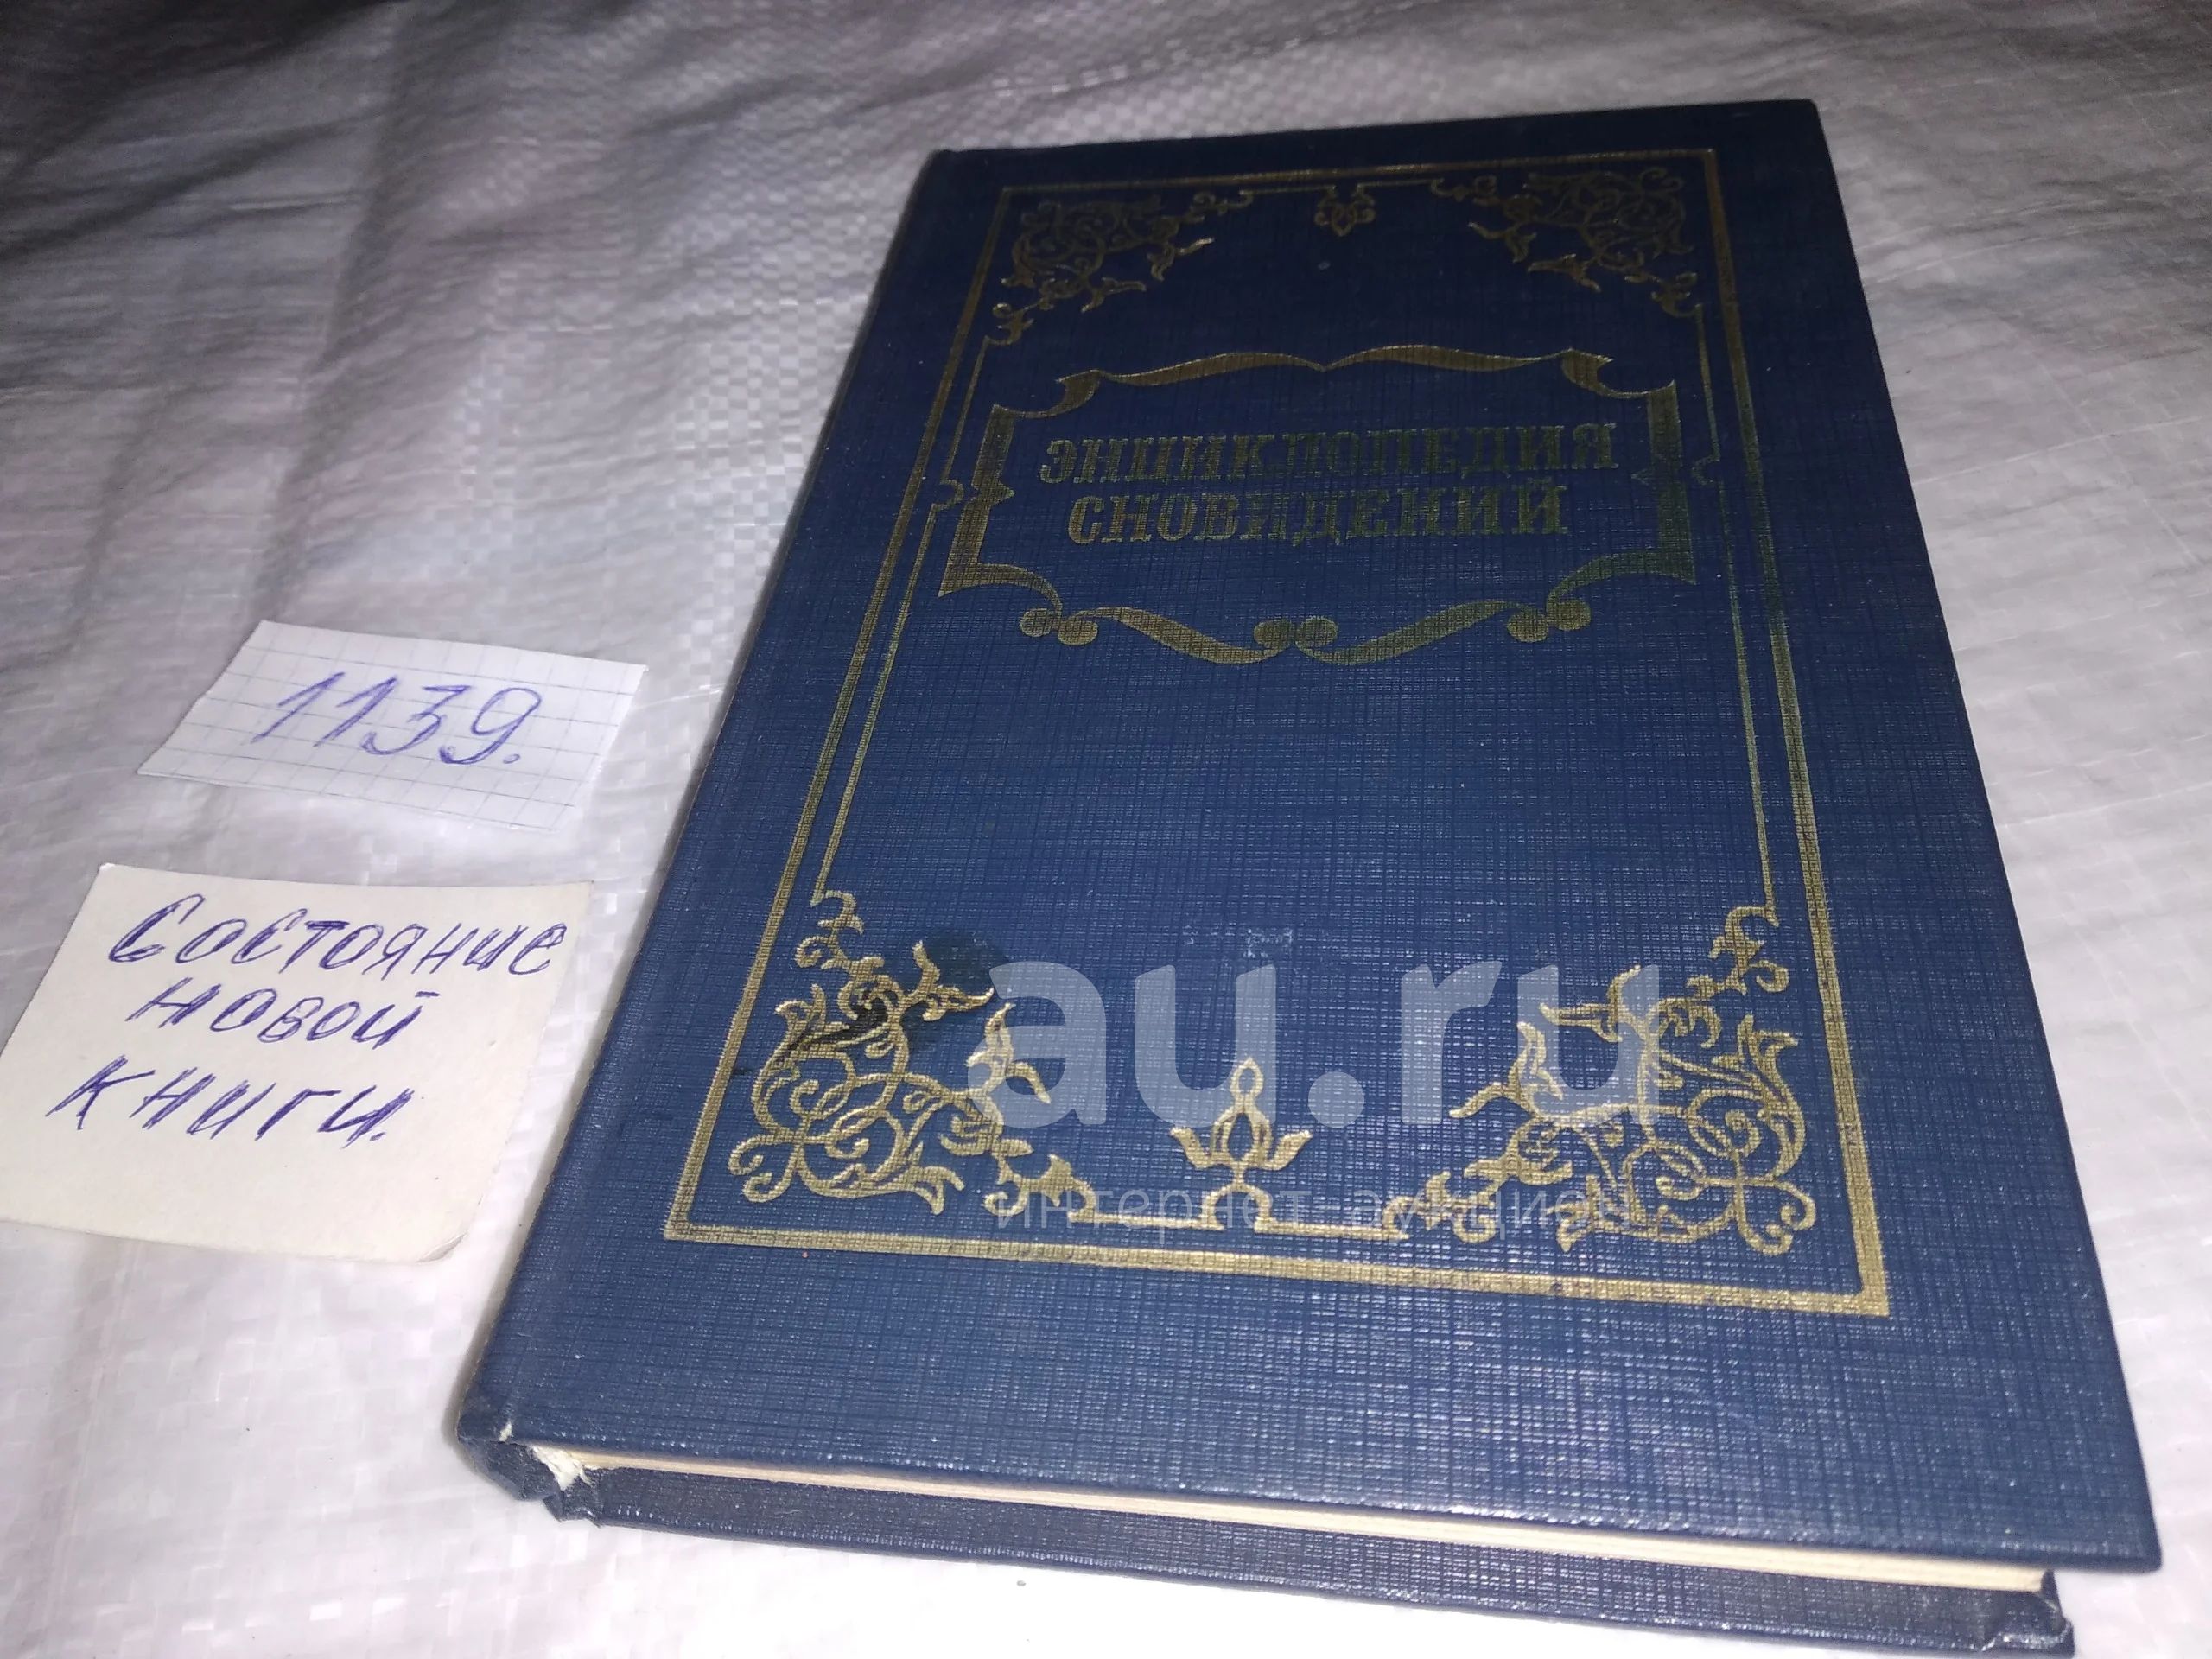 ЭНЦИКЛОПЕДИЯ
СНОВИДЕНИЙ
1139.
Состояние
новой
книги.
au.ru
интернет-аукцион